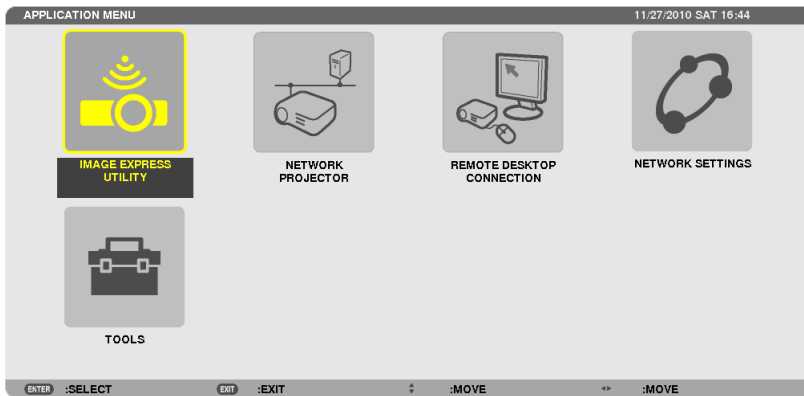 APPLICATION MENU 11/27/2010 SAT 16:44
IMAGE EXPRESS
UTILITY
NETWORK
PROJECTOR
REMOTE DESKTOP
CONNECTION
NETWORK SETTINGS
TOOLS
ENTER :SELECT EXIT :EXIT :MOVE :MOVE